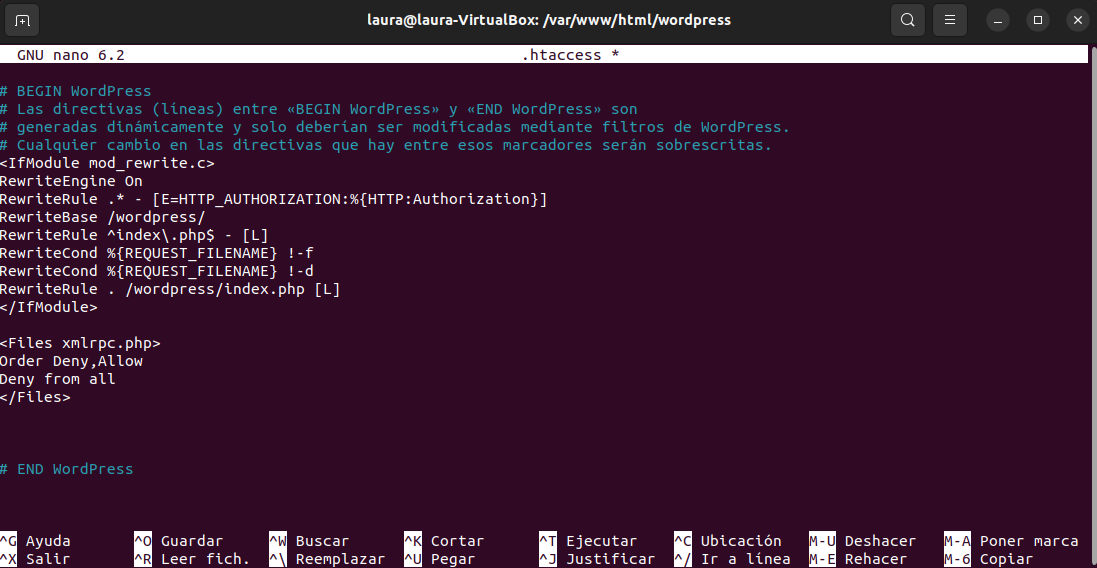 laura@laura-VirtualBox: /var/www/html/wordpress
GNU nano 6.2 .htaccess *
# BEGIN WordPress
# Las directivas (líneas) entre «BEGIN WordPress» y «END WordPress» son
# generadas dinámicamente y solo deberían ser modificadas mediante filtros de WordPress.
# Cualquier cambio en las directivas que hay entre esos marcadores serán sobrescritas.
<IfModule mod_rewrite.c>
RewriteEngine On
RewriteRule .* - [E=HTTP_AUTHORIZATION:%{HTTP:Authorization}]
RewriteBase /wordpress/
RewriteRule ^index\.php$ - [L]
RewriteCond %{REQUEST_FILENAME} !-f
RewriteCond %{REQUEST_FILENAME} !-d
RewriteRule . /wordpress/index.php [L]
</IfModule>
<Files xmlrpc.php>
Order Deny,Allow
Deny from all
</Files>
# END WordPress
^G Ayuda ^O Guardar ^W Buscar ^K Cortar ^T Ejecutar ^C Ubicación M-U Deshacer M-A Poner marca
^X Salir ^R Leer fich. ^\ Reemplazar ^U Pegar ^J Justificar ^/ Ir a línea M-E Rehacer M-6 Copiar